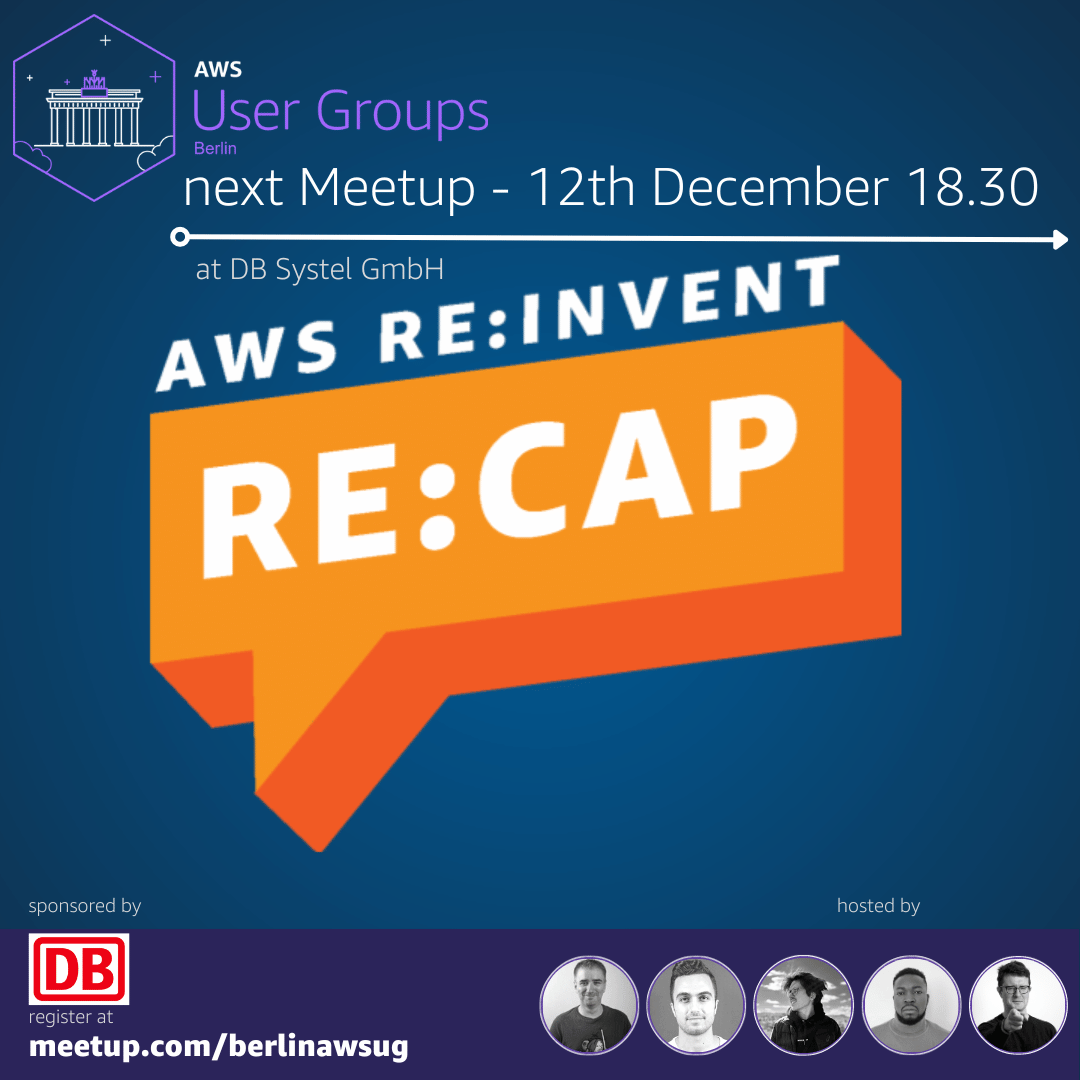 AWS
User Groups
Berlin
next Meetup - 12th December 18.30
at DB Systel GmbH
AWS RE:INVENT
RE:CAP
sponsored by
hosted by
DB
register at
meetup.com/berlinawsug